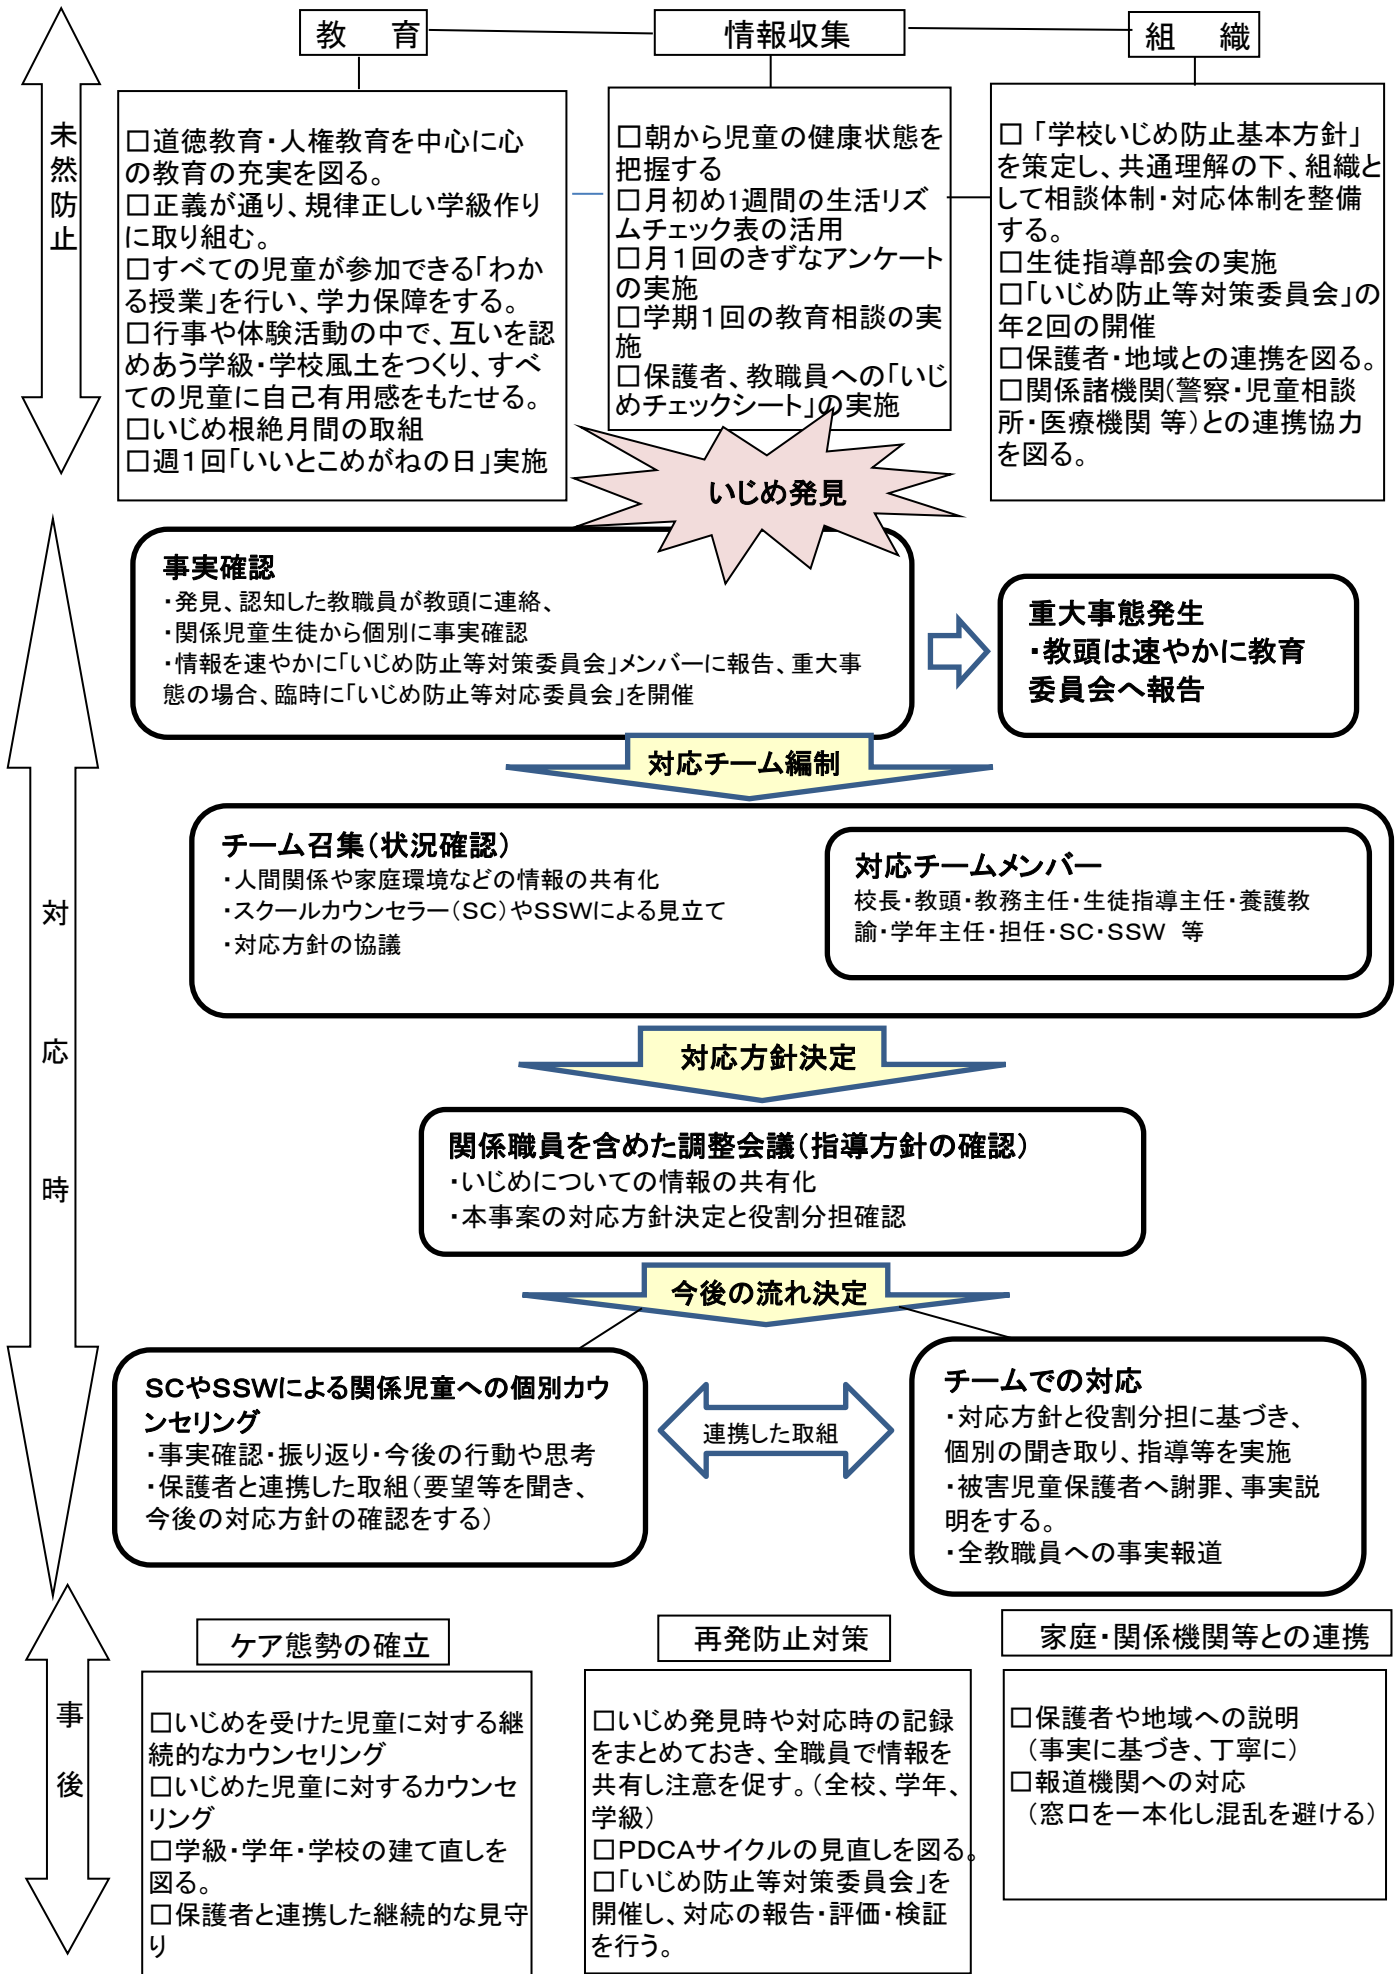 教 育
情報収集
組 織
未然防止
□道徳教育・人権教育を中心に心
の教育の充実を図る。
□正義が通り、規律正しい学級作り
に取り組む。
□すべての児童が参加できる「わか
る授業」を行い、学力保障をする。
□行事や体験活動の中で、互いを認
めあう学級・学校風土をつくり、すべ
ての児童に自己有用感をもたせる。
□いじめ根絶月間の取組
□週1回「いいとこめがねの日」実施
□朝から児童の健康状態を
把握する
□月初め1週間の生活リズ
ムチェック表の活用
□月1回のきずなアンケート
の実施
□学期1回の教育相談の実
施
□保護者、教職員への「いじ
めチェックシート」の実施
□「学校いじめ防止基本方針」
を策定し、共通理解の下、組織と
して相談体制・対応体制を整備
する。
□生徒指導部会の実施
□「いじめ防止等対策委員会」の
年2回の開催
□保護者・地域との連携を図る。
□関係諸機関(警察・児童相談
所・医療機関 等)との連携協力
を図る。
いじめ発見
対応時
事実確認
・発見、認知した教職員が教頭に連絡、
・関係児童生徒から個別に事実確認
・情報を速やかに「いじめ防止等対策委員会」メンバーに報告、重大事
態の場合、臨時に「いじめ防止等対応委員会」を開催
重大事態発生
・教頭は速やかに教育
委員会へ報告
対応チーム編制
チーム召集(状況確認)
・人間関係や家庭環境などの情報の共有化
・スクールカウンセラー(SC)やSSWによる見立て
・対応方針の協議
対応チームメンバー
校長・教頭・教務主任・生徒指導主任・養護教
諭・学年主任・担任・SC・SSW 等
対応方針決定
関係職員を含めた調整会議(指導方針の確認)
・いじめについての情報の共有化
・本事案の対応方針決定と役割分担確認
今後の流れ決定
SCやSSWによる関係児童への個別カウ
ンセリング
・事実確認・振り返り・今後の行動や思考
・保護者と連携した取組(要望等を聞き、
今後の対応方針の確認をする)
連携した取組
チームでの対応
・対応方針と役割分担に基づき、
個別の聞き取り、指導等を実施
・被害児童保護者へ謝罪、事実説
明をする。
・全教職員への事実報道
事後
ケア態勢の確立
再発防止対策
家庭・関係機関等との連携
□いじめを受けた児童に対する継
続的なカウンセリング
□いじめた児童に対するカウンセ
リング
□学級・学年・学校の建て直しを
図る。
□保護者と連携した継続的な見守
り
□いじめ発見時や対応時の記録
をまとめておき、全職員で情報を
共有し注意を促す。(全校、学年、
学級)
□PDCAサイクルの見直しを図る。
□「いじめ防止等対策委員会」を
開催し、対応の報告・評価・検証
を行う。
□保護者や地域への説明
(事実に基づき、丁寧に)
□報道機関への対応
(窓口を一本化し混乱を避ける)